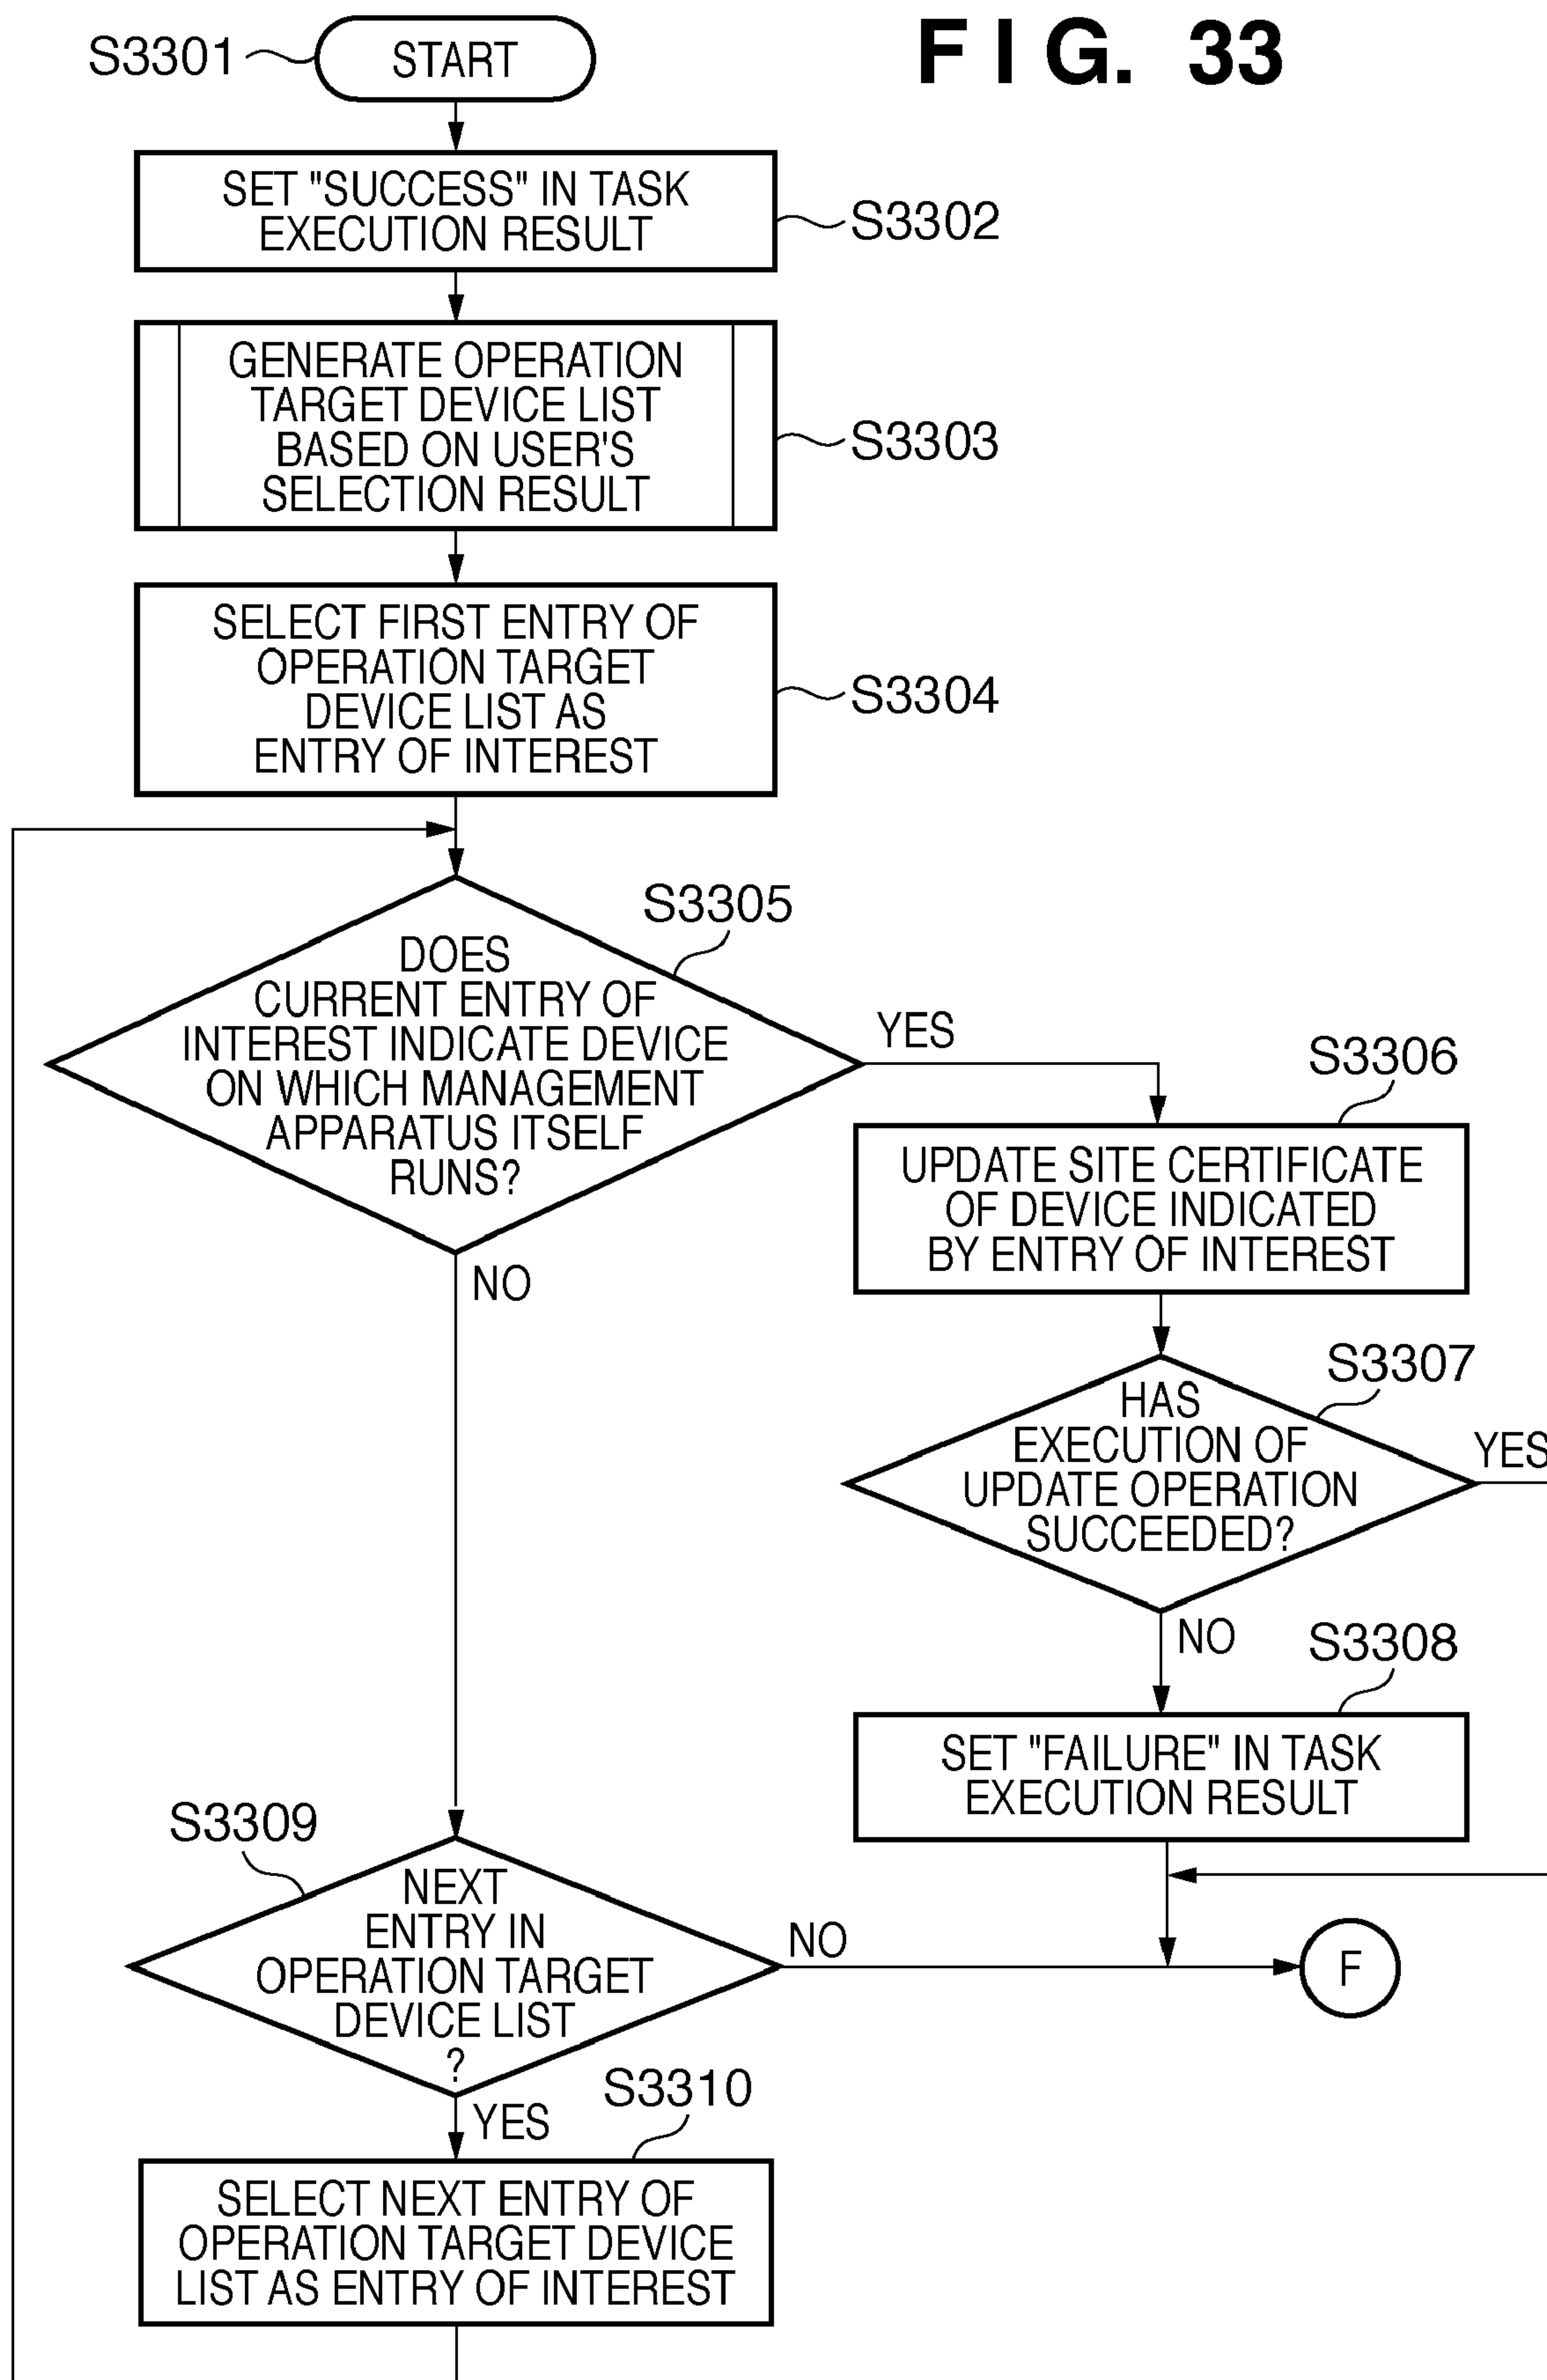 FIG. 33
S3301
START
SET "SUCCESS" IN TASK
EXECUTION RESULT
S3302
GENERATE OPERATION
TARGET DEVICE LIST
BASED ON USER'S
SELECTION RESULT
S3303
SELECT FIRST ENTRY OF
OPERATION TARGET
DEVICE LIST AS
ENTRY OF INTEREST
S3304
S3305
DOES
CURRENT ENTRY OF
INTEREST INDICATE DEVICE
ON WHICH MANAGEMENT
APPARATUS ITSELF
RUNS?
YES
NO
S3306
UPDATE SITE CERTIFICATE
OF DEVICE INDICATED
BY ENTRY OF INTEREST
S3307
HAS
EXECUTION OF
UPDATE OPERATION
SUCCEEDED?
YES
NO
S3308
SET "FAILURE" IN TASK
EXECUTION RESULT
S3309
NEXT
ENTRY IN
OPERATION TARGET
DEVICE LIST
?
NO
F
YES
S3310
SELECT NEXT ENTRY OF
OPERATION TARGET DEVICE
LIST AS ENTRY OF INTEREST